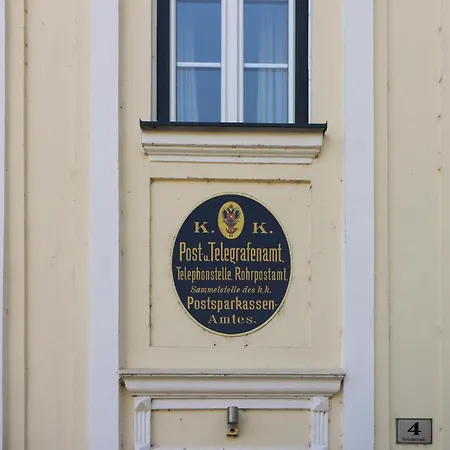 K. K.
Post u. Telegrafenamt,
Telephonstelle, Rohrpostamt.
Sammelstelle des k.k.
Postsparkassen-
Amtes.
4